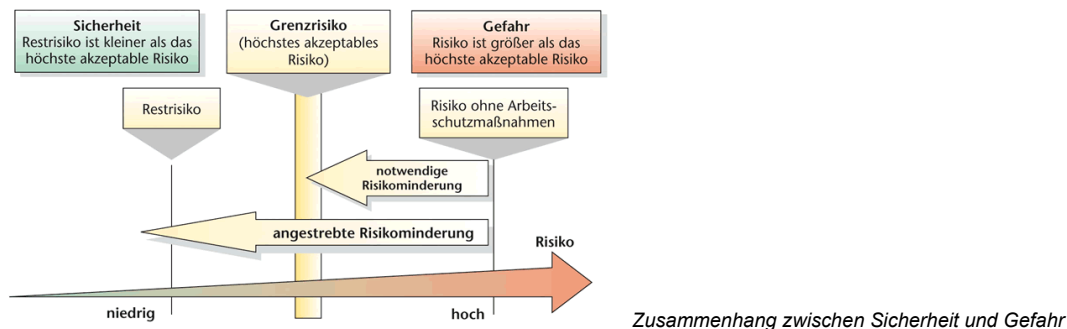 Sicherheit
Restrisiko ist kleiner als das
höchste akzeptable Risiko
Grenzrisiko
(höchstes akzeptables
Risiko)
Gefahr
Risiko ist größer als das
höchste akzeptable Risiko
Restrisiko
Risiko ohne Arbeits-
schutzmaßnahmen
notwendige
Risikominderung
angestrebte Risikominderung
Risiko
niedrig
hoch
Zusammenhang zwischen Sicherheit und Gefahr